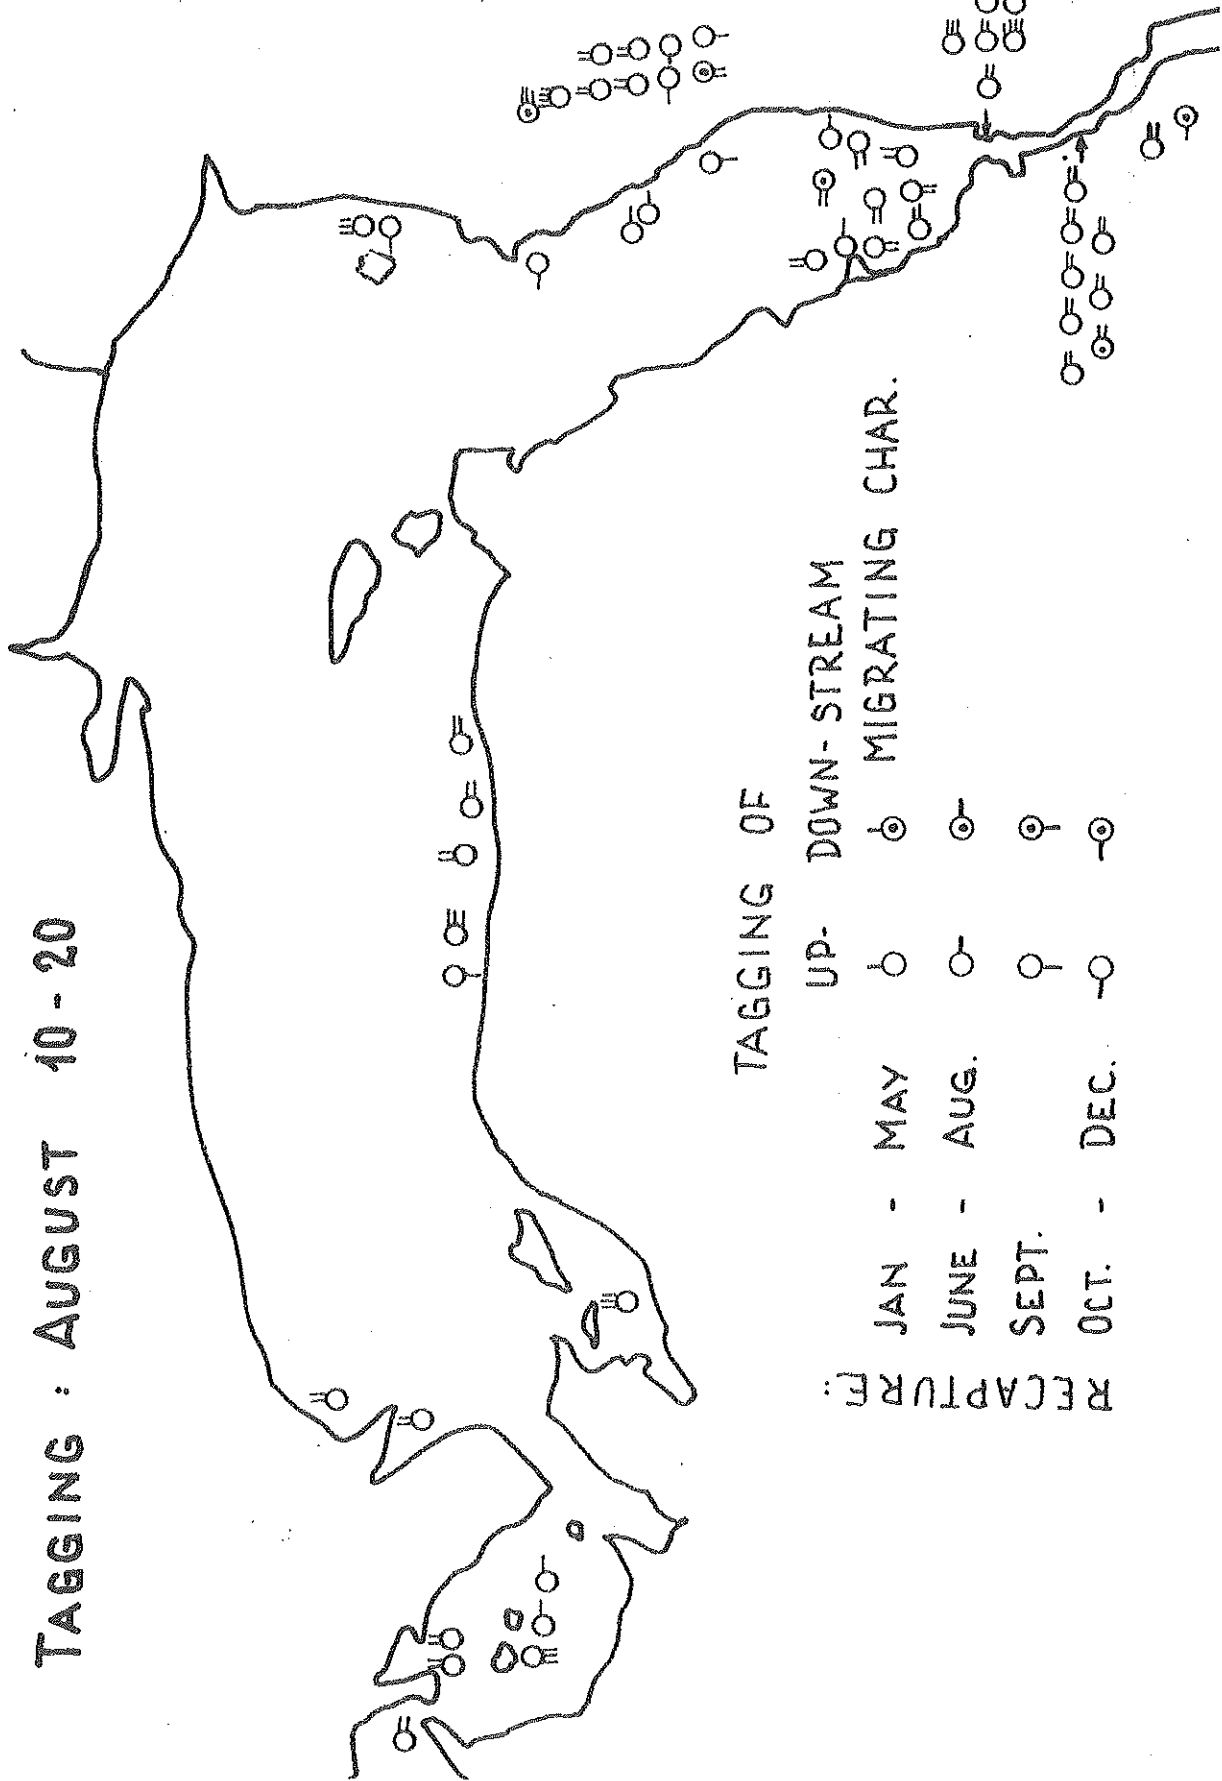 TAGGING : AUGUST 10 - 20
TAGGING OF
UP- DOWN- STREAM
MIGRATING CHAR.
RECAPTURE:
JAN - MAY
JUNE - AUG.
SEPT.
OCT. - DEC.